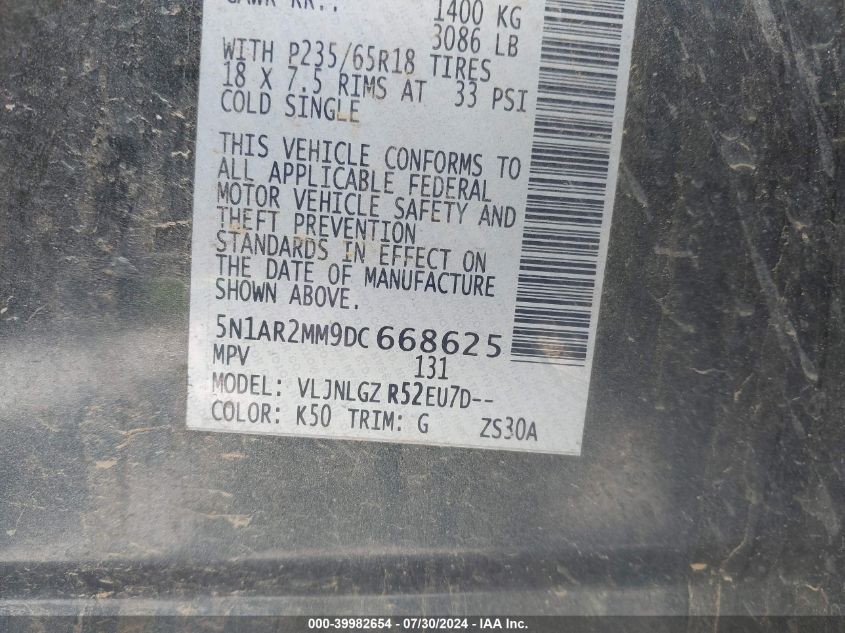 1400 KG
3086 LB
WITH P235/65R18 TIRES
18 X 7.5 RIMS AT 33 PSI
COLD SINGLE
THIS VEHICLE CONFORMS TO
ALL APPLICABLE FEDERAL
MOTOR VEHICLE SAFETY AND
THEFT PREVENTION
STANDARDS IN EFFECT ON
THE DATE OF MANUFACTURE
SHOWN ABOVE.
5N1AR2MM9DC668625
MPV 131
MODEL: VLJNLGZ R52EU7D--
COLOR: K50 TRIM: G ZS30A
000-39982654 - 07/30/2024 - IAS Inc.